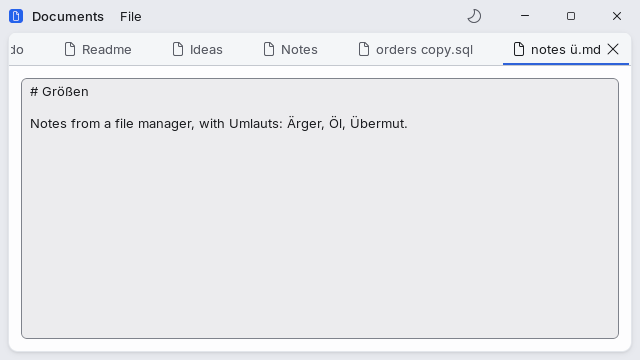 Documents File
do Readme Ideas Notes orders copy.sql notes ü.md
# Größen
Notes from a file manager, with Umlauts: Ärger, Öl, Übermut.